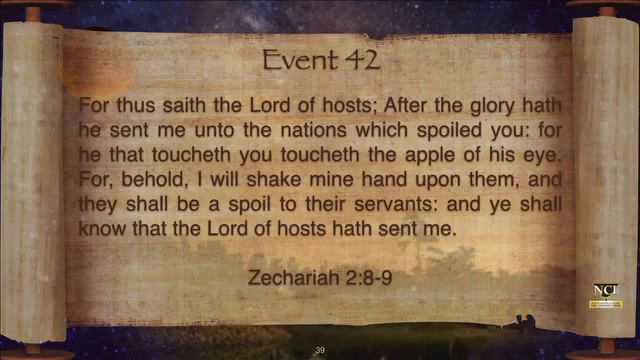 Event 42
For thus saith the Lord of hosts; After the glory hath
he sent me unto the nations which spoiled you: for
he that toucheth you toucheth the apple of his eye.
For, behold, I will shake mine hand upon them, and
they shall be a spoil to their servants: and ye shall
know that the Lord of hosts hath sent me.
Zechariah 2:8-9
NCI
39